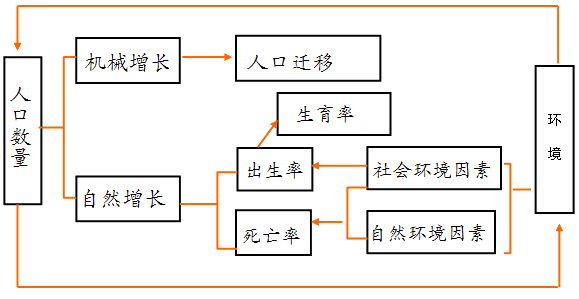 人口数量
机械增长
人口迁移
生育率
自然增长
出生率
死亡率
社会环境因素
自然环境因素
环境